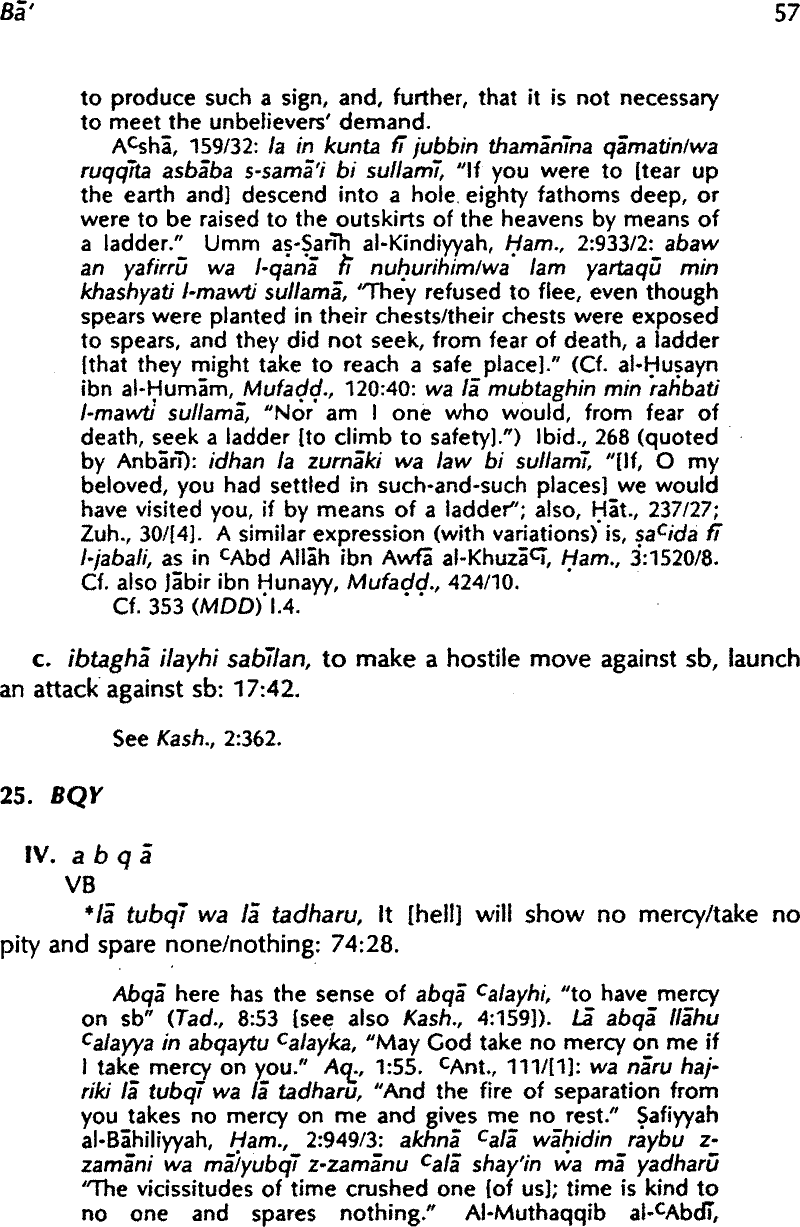 Bā' 57
to produce such a sign, and, further, that it is not necessary
to meet the unbelievers' demand.
Aᶜshā, 159/32: la in kunta fī jubbin thamānīna qāmatin/wa
ruqqīta asbāba s-samā'i bi sullamī, "If you were to [tear up
the earth and] descend into a hole eighty fathoms deep, or
were to be raised to the outskirts of the heavens by means of
a ladder." Umm aṣ-Ṣarīḥ al-Kindiyyah, Ḥam., 2:933/2: abaw
an yafirrū wa l-qanā fī nuḥurihim/wa lam yartaqū min
khashyati l-mawti sullamā, "They refused to flee, even though
spears were planted in their chests/their chests were exposed
to spears, and they did not seek, from fear of death, a ladder
[that they might take to reach a safe place]." (Cf. al-Ḥuṣayn
ibn al-Ḥumām, Mufaḍḍ., 120:40: wa lā mubtaghin min rahbati
l-mawti sullamā, "Nor am I one who would, from fear of
death, seek a ladder [to climb to safety].") Ibid., 268 (quoted
by Anbārī): idhan la zurnāki wa law bi sullamī, "[If, O my
beloved, you had settled in such-and-such places] we would
have visited you, if by means of a ladder"; also, Ḥāt., 237/27;
Zuh., 30/[4]. A similar expression (with variations) is, ṣaᶜida fī
l-jabali, as in ᶜAbd Allāh ibn Awfā al-Khuzāᶜī, Ḥam., 3:1520/8.
Cf. also Jābir ibn Ḥunayy, Mufaḍḍ., 424/10.
Cf. 353 (MDD) I.4.
c. ibtaghā ilayhi sabīlan, to make a hostile move against sb, launch
an attack against sb: 17:42.
See Kash., 2:362.
25. BQY
IV. a b q ā
VB
*lā tubqī wa lā tadharu, It [hell] will show no mercy/take no
pity and spare none/nothing: 74:28.
Abqā here has the sense of abqā ᶜalayhi, "to have mercy
on sb" (Tad., 8:53 [see also Kash., 4:159]). Lā abqā llāhu
ᶜalayya in abqaytu ᶜalayka, "May God take no mercy on me if
I take mercy on you." Aq., 1:55. ᶜAnt., 111/[1]: wa nāru haj-
riki lā tubqī wa lā tadharū, "And the fire of separation from
you takes no mercy on me and gives me no rest." Ṣafiyyah
al-Bāhiliyyah, Ḥam., 2:949/3: akhnā ᶜalā wāḥidin raybu z-
zamāni wa mā/yubqī z-zamānu ᶜalā shay'in wa mā yadharū
"The vicissitudes of time crushed one [of us]; time is kind to
no one and spares nothing." Al-Muthaqqib al-ᶜAbdī,